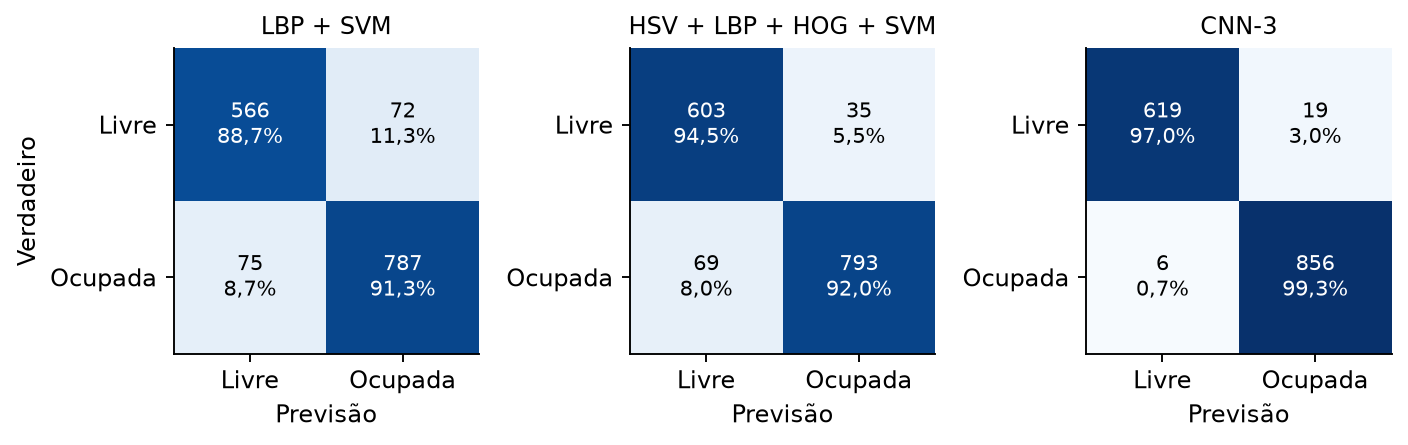 LBP + SVM
Verdadeiro
Livre
566
88,7%
72
11,3%
Ocupada
75
8,7%
787
91,3%
Livre
Ocupada
Previsão
HSV + LBP + HOG + SVM
Livre
603
94,5%
35
5,5%
Ocupada
69
8,0%
793
92,0%
Livre
Ocupada
Previsão
CNN-3
Livre
619
97,0%
19
3,0%
Ocupada
6
0,7%
856
99,3%
Livre
Ocupada
Previsão